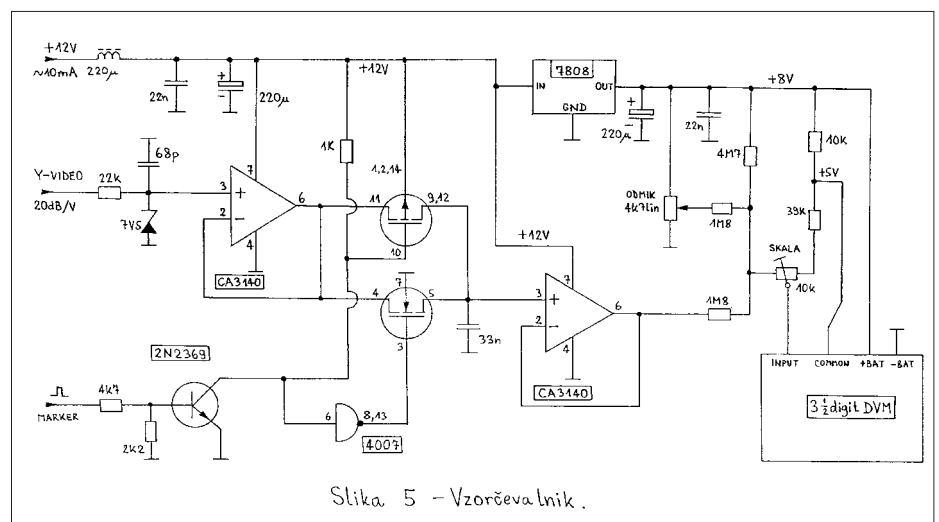 +12V
~10mA
220µ
22n
+
-
220µ
+12V
7808
IN
OUT
GND
+
-
220µ
22n
+8V
68p
Y-VIDEO
20dB/V
22k
7V5
3
+
2
-
7
6
4
CA3140
1K
1,2,14
11
9,12
10
4
7
5
3
33n
+12V
3
+
2
-
7
6
4
CA3140
ODMIK
4k7lin
1M8
4M7
1M8
10k
+5V
39k
SKALA
10k
INPUT
COMMON
+BAT
-BAT
3 1/2 digit DVM
2N2369
MARKER
4k7
2k2
6
8,13
4007
Slika 5 - Vzorčevalnik.